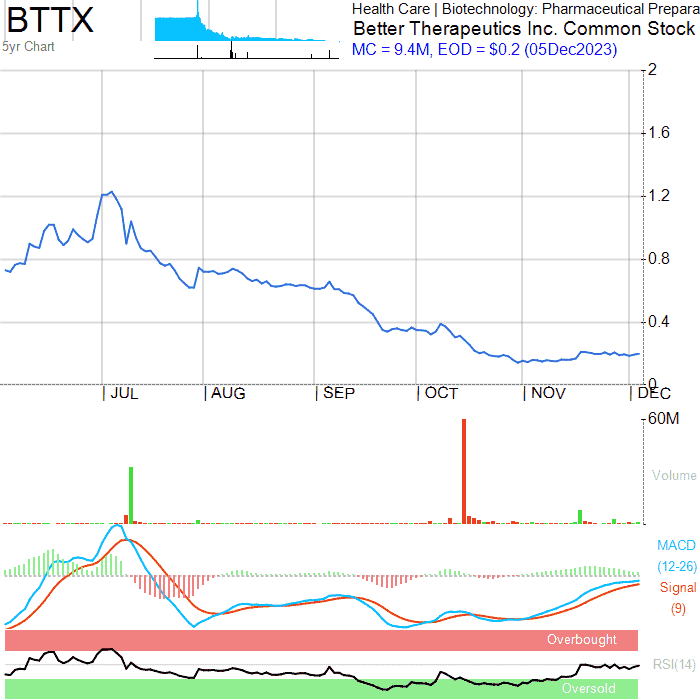 BTTX
5yr Chart
Health Care | Biotechnology: Pharmaceutical Prepara
Better Therapeutics Inc. Common Stock
MC = 9.4M, EOD = $0.2 (05Dec2023)
2
1.6
1.2
0.8
0.4
0
JUL
AUG
SEP
OCT
NOV
DEC
60M
Volume
MACD
(12-26)
Signal
(9)
Overbought
RSI(14)
Oversold